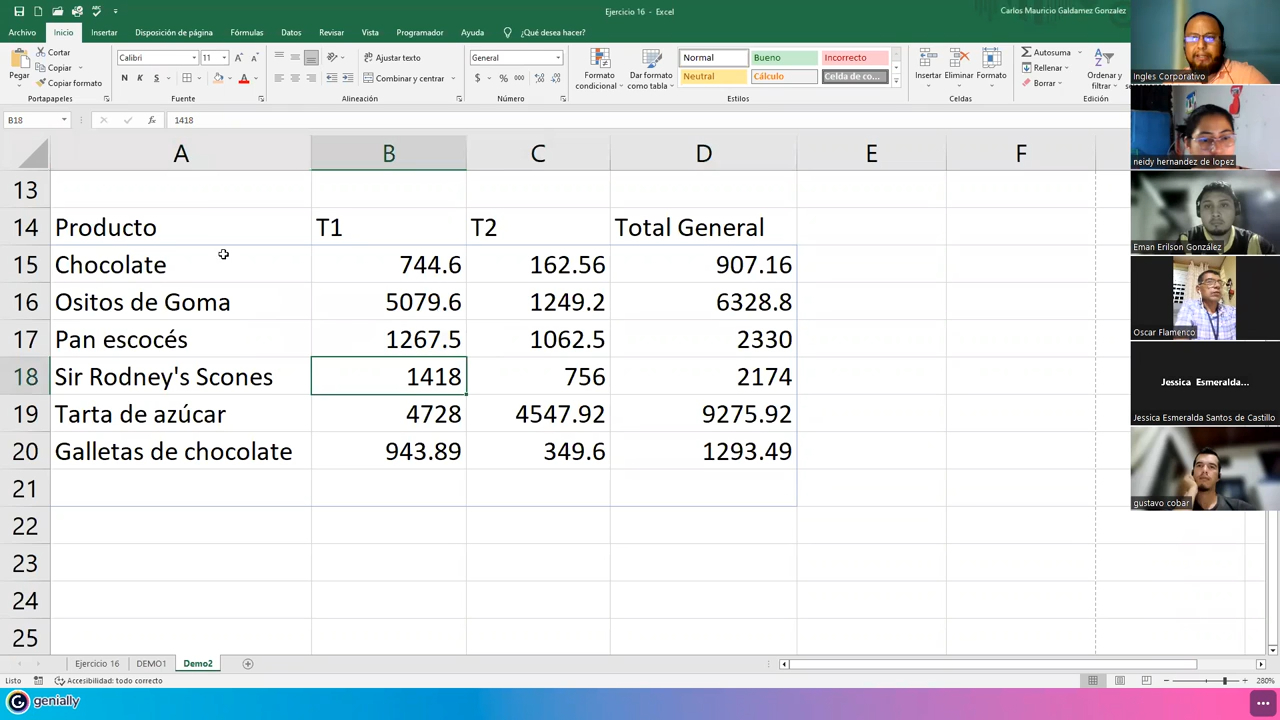 Ejercicio 16 - Excel
Carlos Mauricio Galdamez Gonzalez
Archivo Inicio Insertar Disposición de página Fórmulas Datos Revisar Vista Programador Ayuda ¿Qué desea hacer?
Pegar
Cortar
Copiar
Copiar formato
Portapapeles
Calibri 11
N K S
Fuente
Ajustar texto
Combinar y centrar
Alineación
General
$ % 000
Número
Formato condicional
Dar formato como tabla
Normal Bueno Incorrecto
Neutral Cálculo Celda de co...
Estilos
Insertar Eliminar Formato
Celdas
Autosuma
Rellenar
Borrar
Ordenar y filtrar
Edición
B18 fx 1418
A B C D E F
13
14 Producto T1 T2 Total General
15 Chocolate 744.6 162.56 907.16
16 Ositos de Goma 5079.6 1249.2 6328.8
17 Pan escocés 1267.5 1062.5 2330
18 Sir Rodney's Scones 1418 756 2174
19 Tarta de azúcar 4728 4547.92 9275.92
20 Galletas de chocolate 943.89 349.6 1293.49
21
22
23
24
25
Ejercicio 16 DEMO1 Demo2
Listo Accesibilidad: todo correcto 280%
genially
Ingles Corporativo
neidy hernandez de lopez
Eman Erilson González
Oscar Flamenco
Jessica Esmeralda...
Jessica Esmeralda Santos de Castillo
gustavo cobar